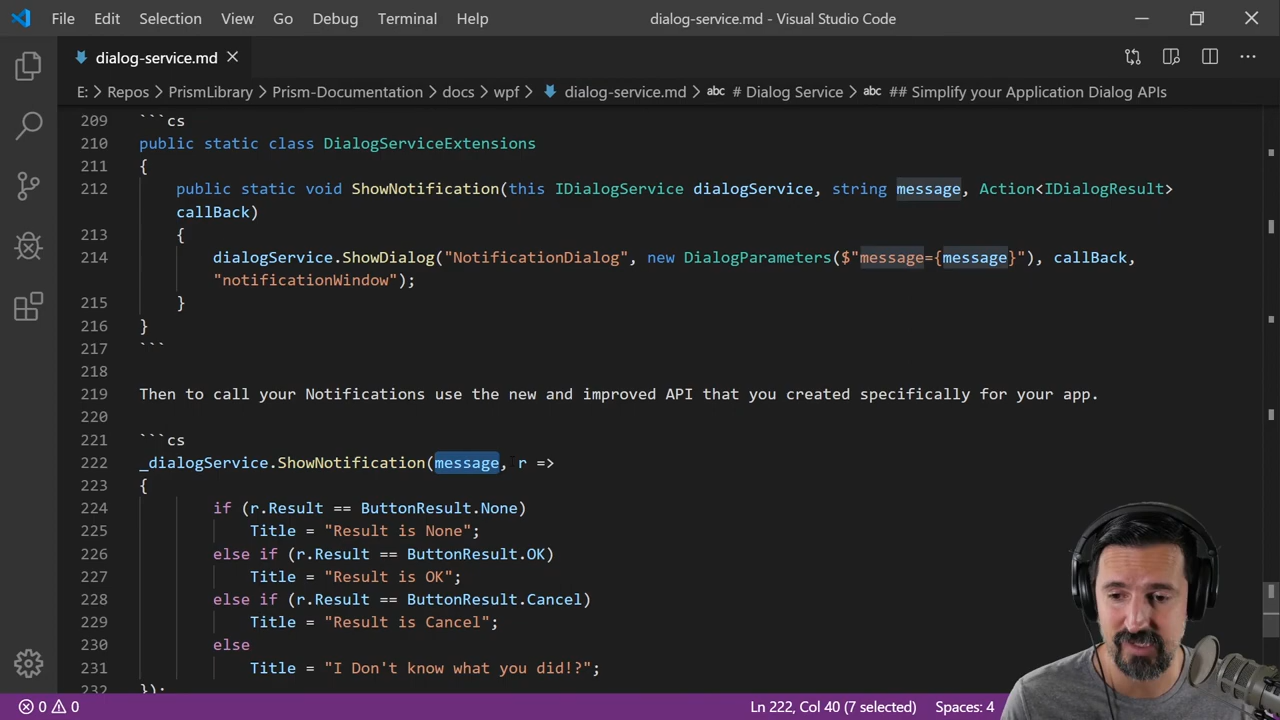 File Edit Selection View Go Debug Terminal Help dialog-service.md - Visual Studio Code
dialog-service.md
E: > Repos > PrismLibrary > Prism-Documentation > docs > wpf > dialog-service.md > abc # Dialog Service > abc ## Simplify your Application Dialog APIs
209 ```cs
210 public static class DialogServiceExtensions
211 {
212 public static void ShowNotification(this IDialogService dialogService, string message, Action<IDialogResult>
callBack)
213 {
214 dialogService.ShowDialog("NotificationDialog", new DialogParameters($"message={message}"), callBack,
"notificationWindow");
215 }
216 }
217 ```
218
219 Then to call your Notifications use the new and improved API that you created specifically for your app.
220
221 ```cs
222 _dialogService.ShowNotification(message, r =>
223 {
224 if (r.Result == ButtonResult.None)
225 Title = "Result is None";
226 else if (r.Result == ButtonResult.OK)
227 Title = "Result is OK";
228 else if (r.Result == ButtonResult.Cancel)
229 Title = "Result is Cancel";
230 else
231 Title = "I Don't know what you did!?";
232 });
0 0 Ln 222, Col 40 (7 selected) Spaces: 4